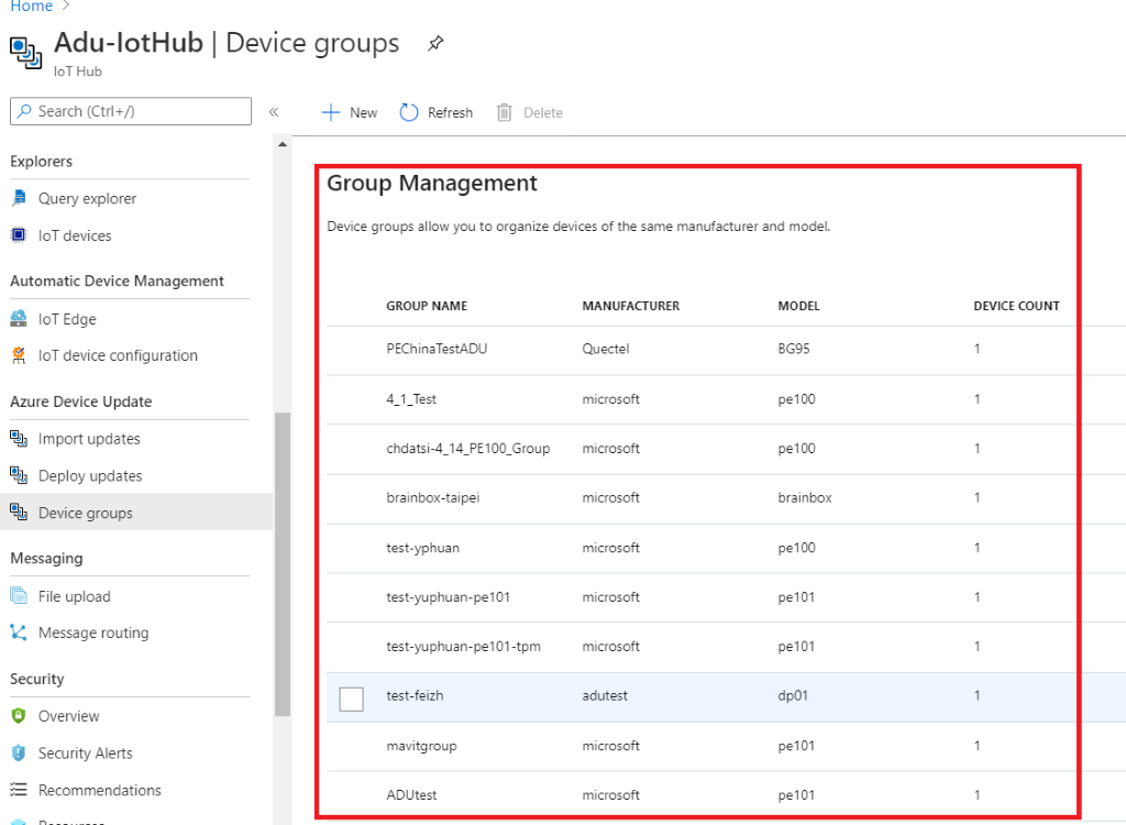 Home >
Adu-IotHub | Device groups
IoT Hub
Search (Ctrl+/)
«
New Refresh Delete
Explorers
Query explorer
IoT devices
Automatic Device Management
IoT Edge
IoT device configuration
Azure Device Update
Import updates
Deploy updates
Device groups
Messaging
File upload
Message routing
Security
Overview
Security Alerts
Recommendations
Resources
Group Management
Device groups allow you to organize devices of the same manufacturer and model.
GROUP NAME MANUFACTURER MODEL DEVICE COUNT
PEChinaTestADU Quectel BG95 1
4_1_Test microsoft pe100 1
chdatsi-4_14_PE100_Group microsoft pe100 1
brainbox-taipei microsoft brainbox 1
test-yphuan microsoft pe100 1
test-yuphuan-pe101 microsoft pe101 1
test-yuphuan-pe101-tpm microsoft pe101 1
test-feizh adutest dp01 1
mavitgroup microsoft pe101 1
ADUtest microsoft pe101 1